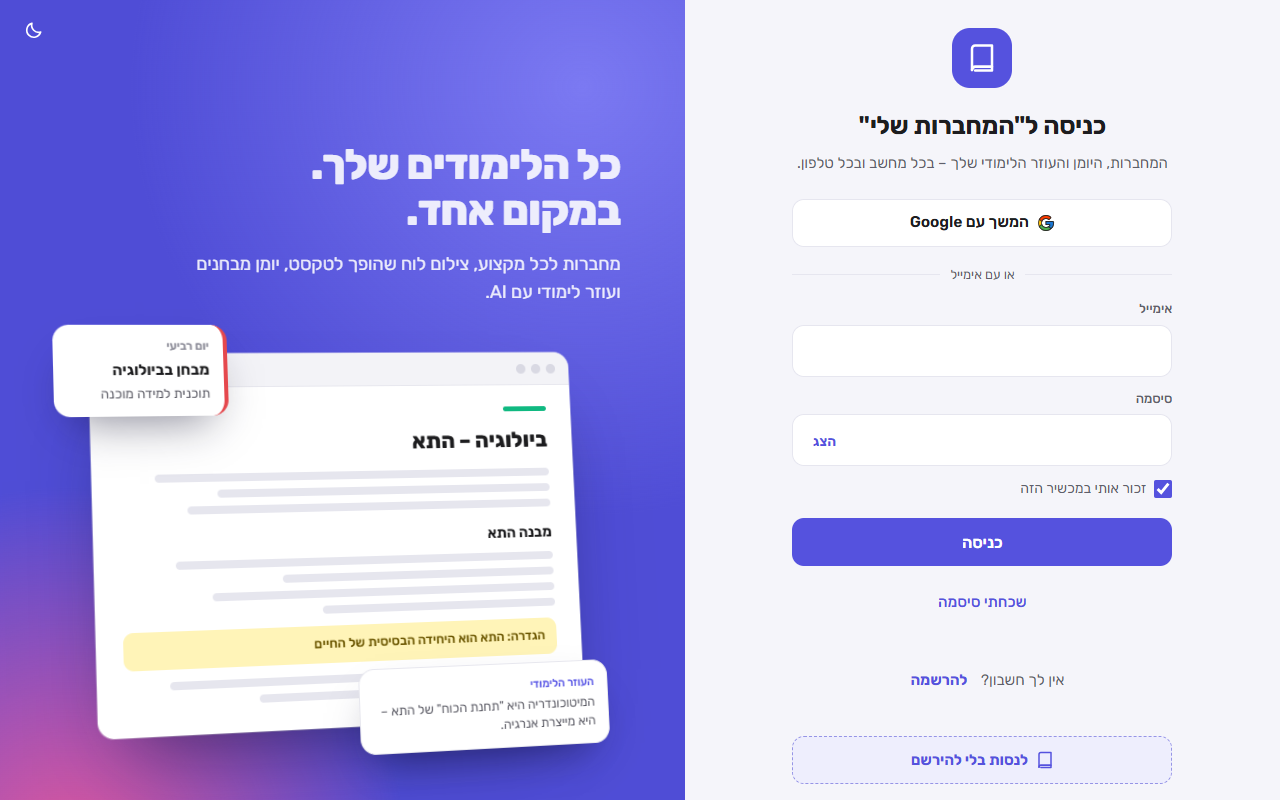 כניסה ל"המחברות שלי"
המחברות, היומן והעוזר הלימודי שלך – בכל מחשב ובכל טלפון.
המשך עם Google
או עם אימייל
אימייל
סיסמה
הצג
זכור אותי במכשיר הזה
כניסה
שכחתי סיסמה
אין לך חשבון? להרשמה
לנסות בלי להירשם
כל הלימודים שלך.
במקום אחד.
מחברות לכל מקצוע, צילום לוח שהופך לטקסט, יומן מבחנים
ועוזר לימודי עם AI.
יום רביעי
מבחן בביולוגיה
תוכנית למידה מוכנה
ביולוגיה – התא
מבנה התא
הגדרה: התא הוא היחידה הבסיסית של החיים
העוזר הלימודי
המיטוכונדריה היא "תחנת הכוח" של התא –
היא מייצרת אנרגיה.